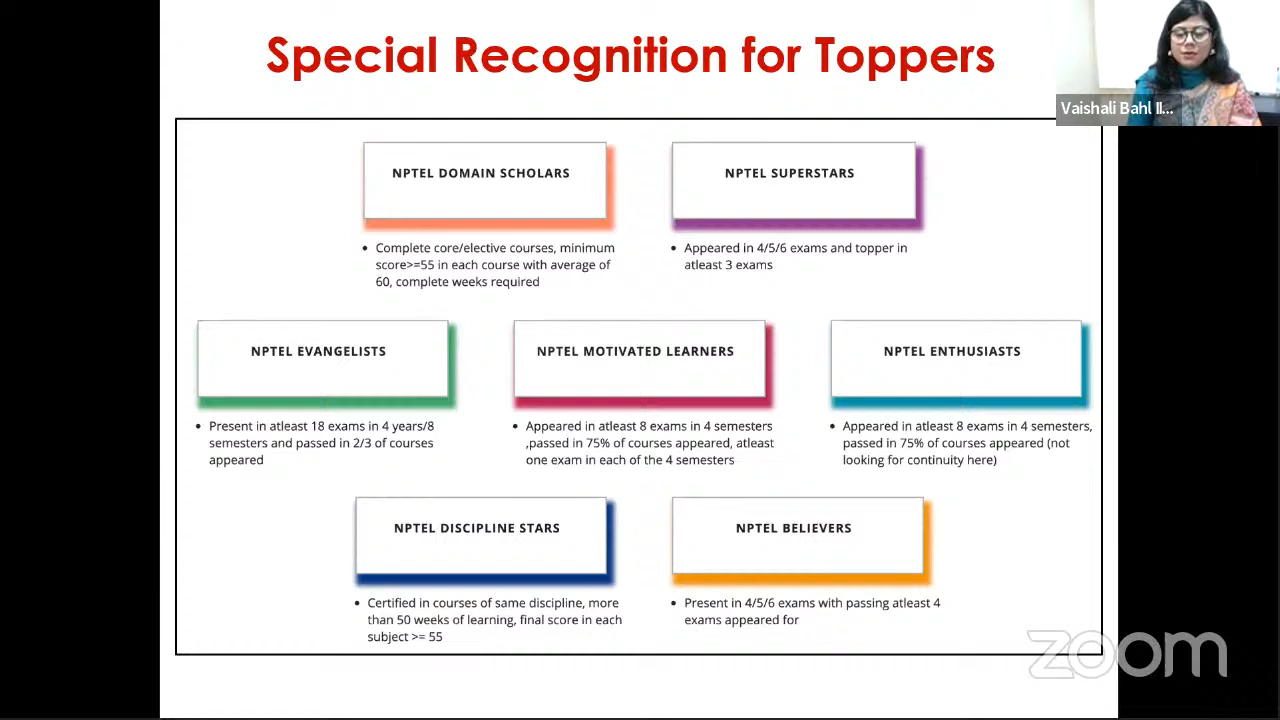 Special Recognition for Toppers
Vaishali Bahl II...
NPTEL DOMAIN SCHOLARS
• Complete core/elective courses, minimum
score>=55 in each course with average of
60, complete weeks required
NPTEL SUPERSTARS
• Appeared in 4/5/6 exams and topper in
atleast 3 exams
NPTEL EVANGELISTS
• Present in atleast 18 exams in 4 years/8
semesters and passed in 2/3 of courses
appeared
NPTEL MOTIVATED LEARNERS
• Appeared in atleast 8 exams in 4 semesters
,passed in 75% of courses appeared, atleast
one exam in each of the 4 semesters
NPTEL ENTHUSIASTS
• Appeared in atleast 8 exams in 4 semesters,
passed in 75% of courses appeared (not
looking for continuity here)
NPTEL DISCIPLINE STARS
• Certified in courses of same discipline, more
than 50 weeks of learning, final score in each
subject >= 55
NPTEL BELIEVERS
• Present in 4/5/6 exams with passing atleast 4
exams appeared for
zoom